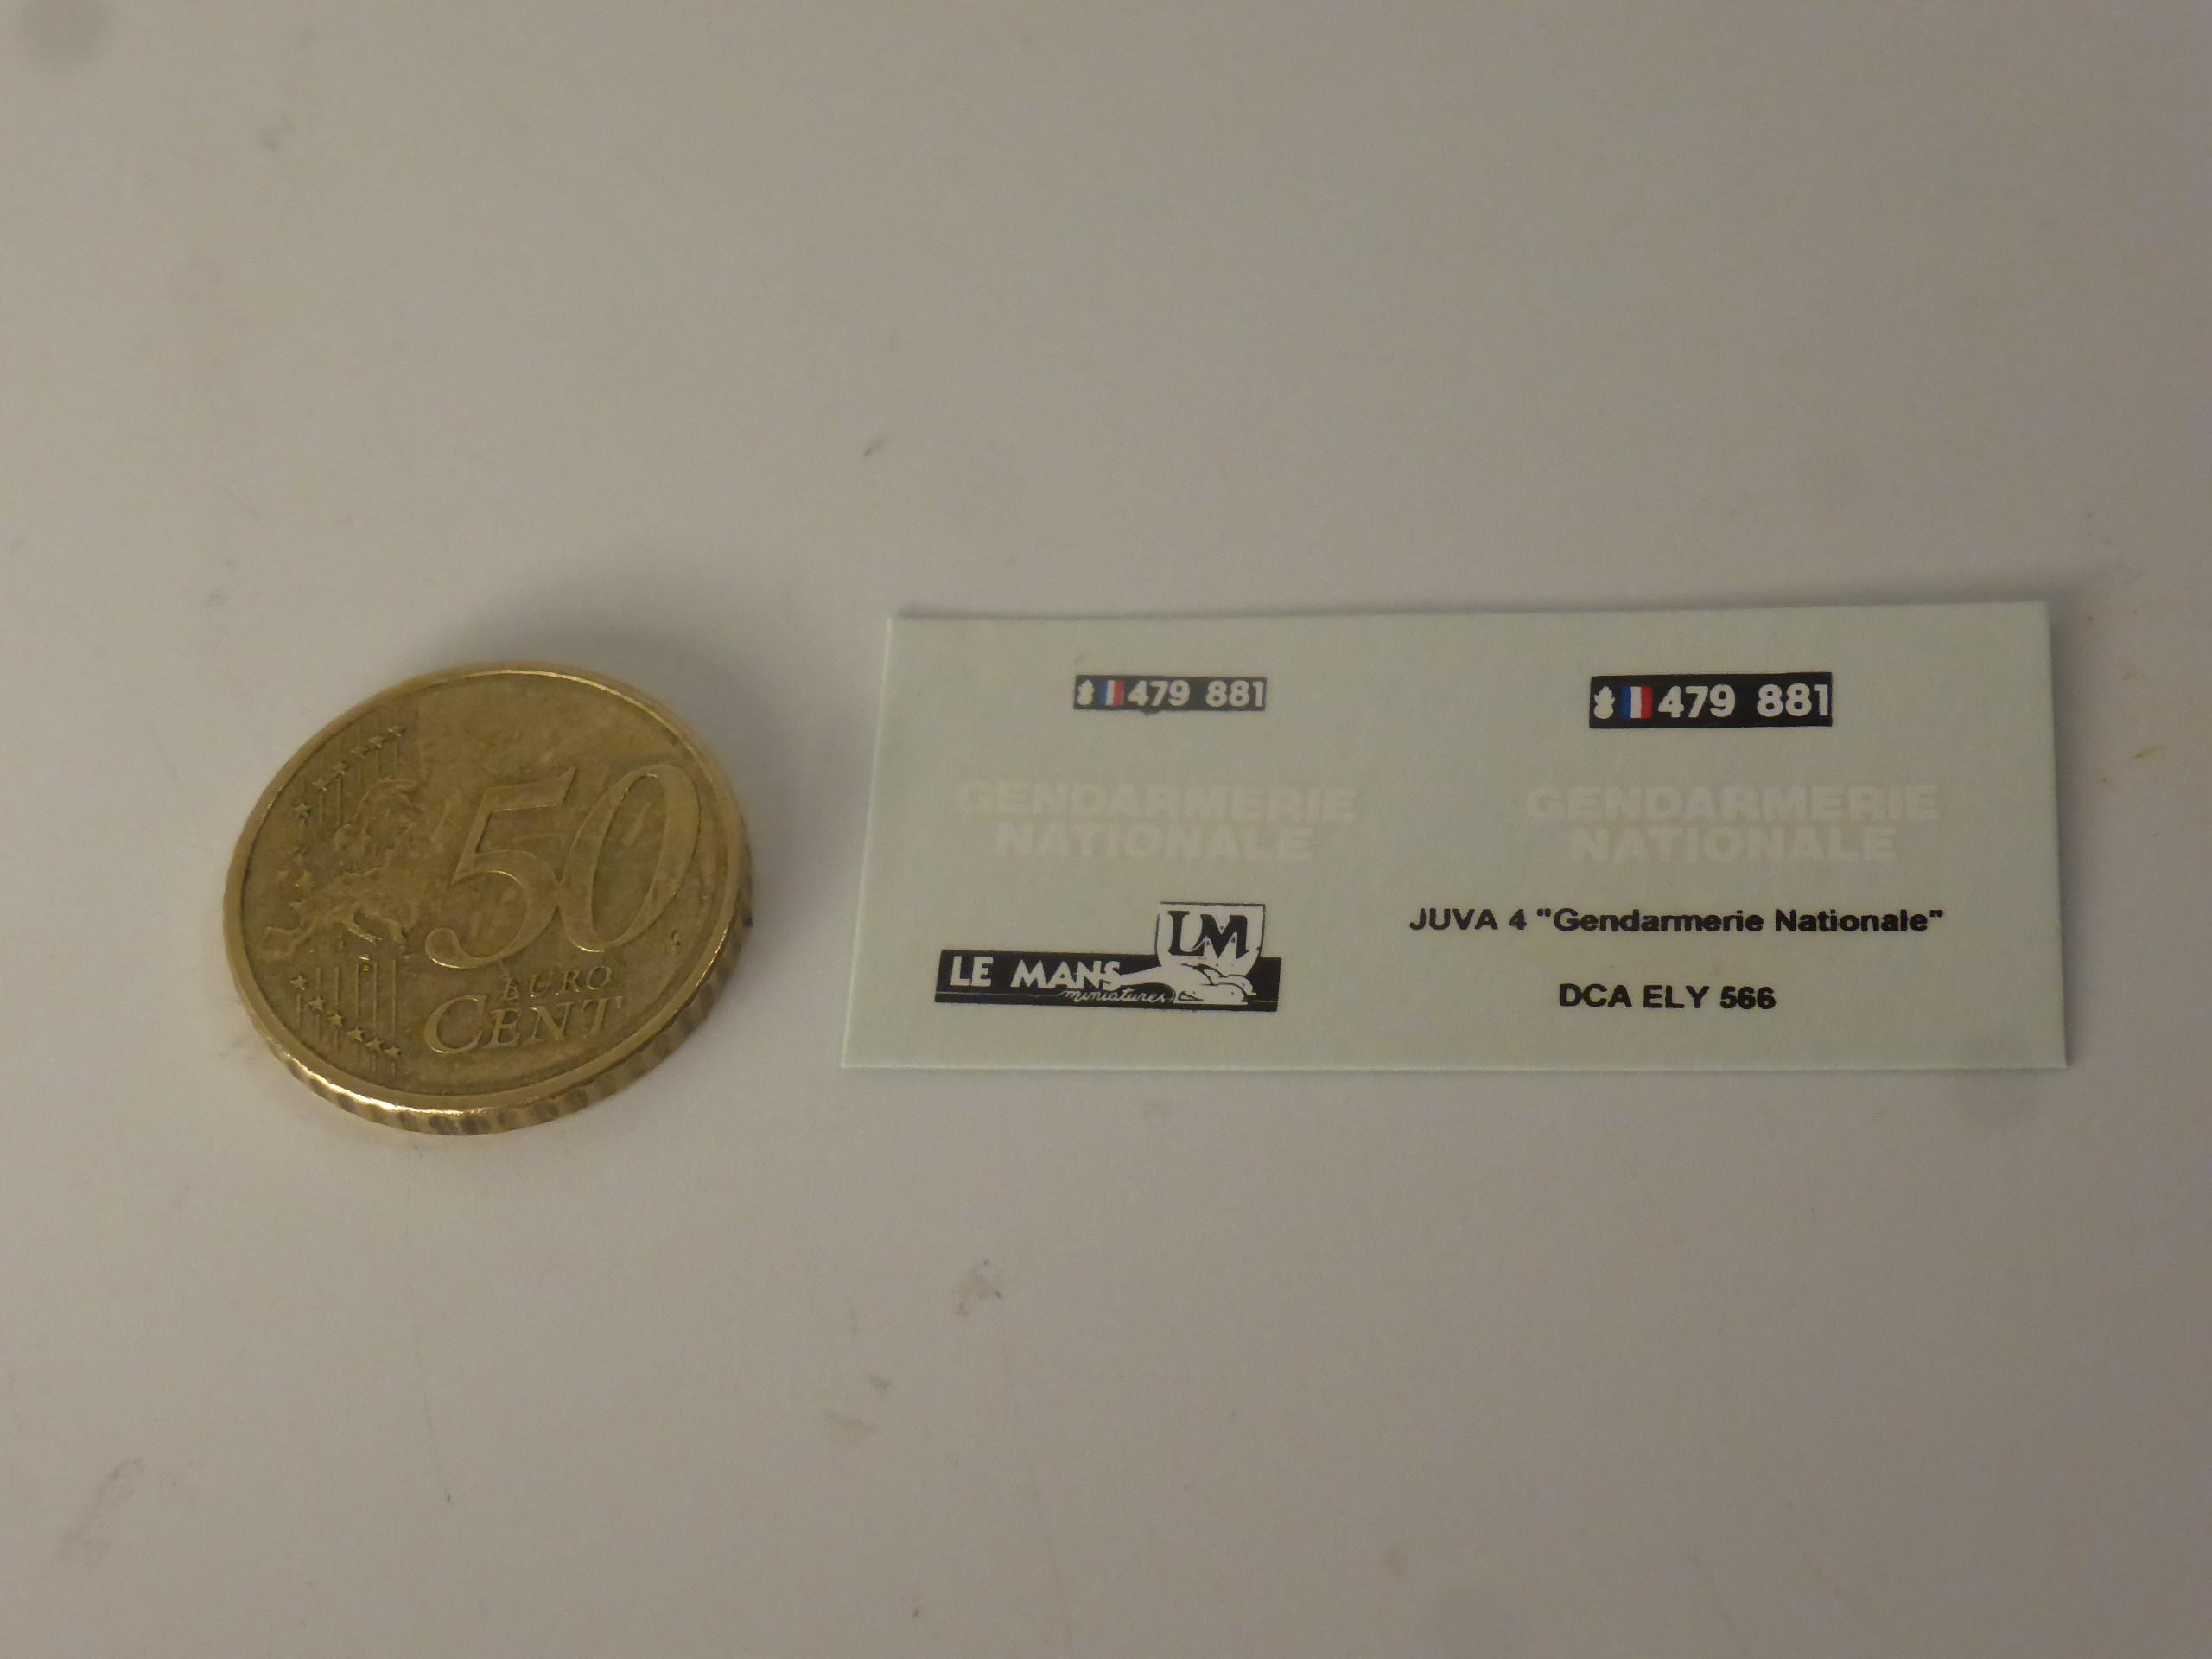 50
EURO
CENT
479 881
479 881
GENDARMERIE
NATIONALE
GENDARMERIE
NATIONALE
LM
LE MANS
miniatures
JUVA 4 "Gendarmerie Nationale"
DCA ELY 566